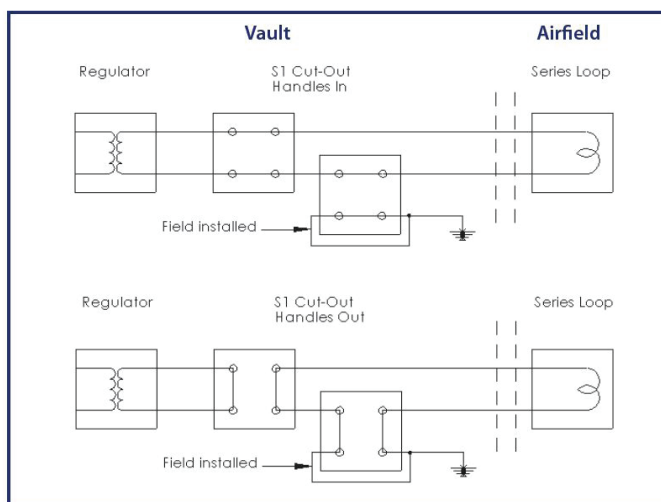 Vault
Airfield
Regulator
S1 Cut-Out
Handles In
Series Loop
Field installed
Regulator
S1 Cut-Out
Handles Out
Series Loop
Field installed